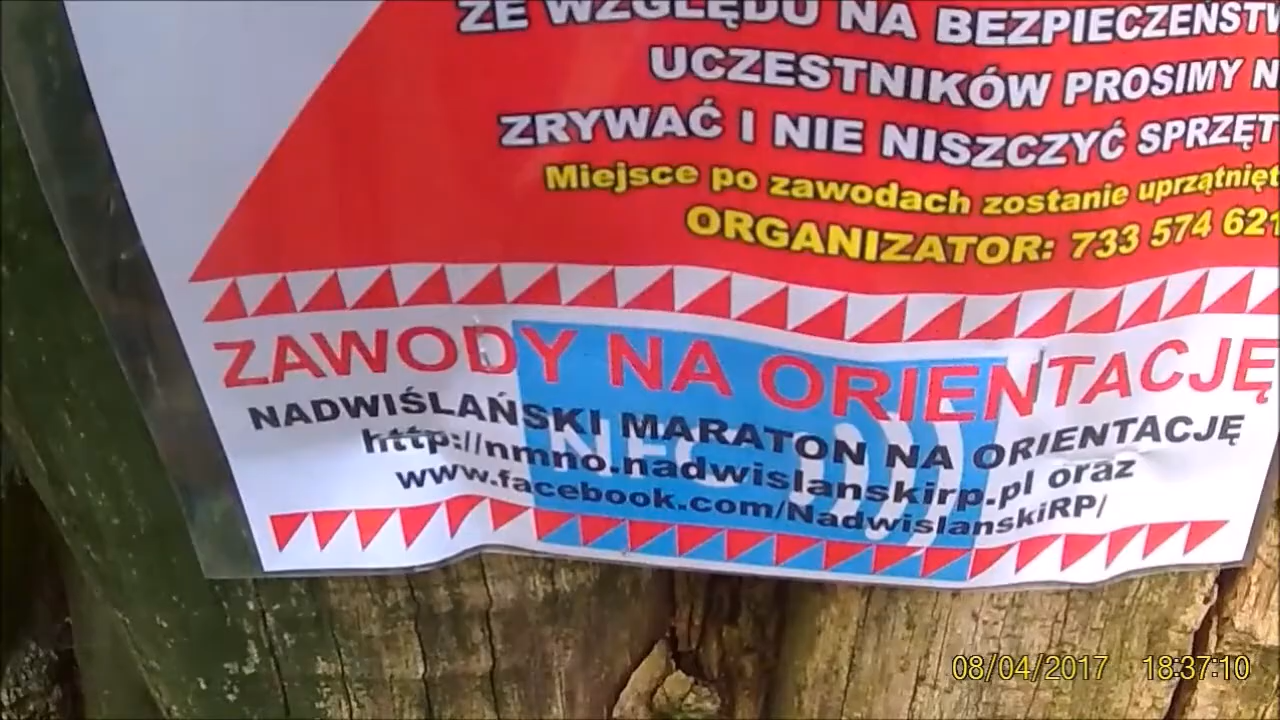 ZE WZGLĘDU NA BEZPIECZEŃSTW
UCZESTNIKÓW PROSIMY N
ZRYWAĆ I NIE NISZCZYĆ SPRZĘT
Miejsce po zawodach zostanie uprzątnięt
ORGANIZATOR: 733 574 621
ZAWODY NA ORIENTACJĘ
NADWIŚLAŃSKI MARATON NA ORIENTACJĘ
http://nmno.nadwislanskirp.pl oraz
www.facebook.com/NadwislanskiRP/
NFC
08/04/2017 18:37:10